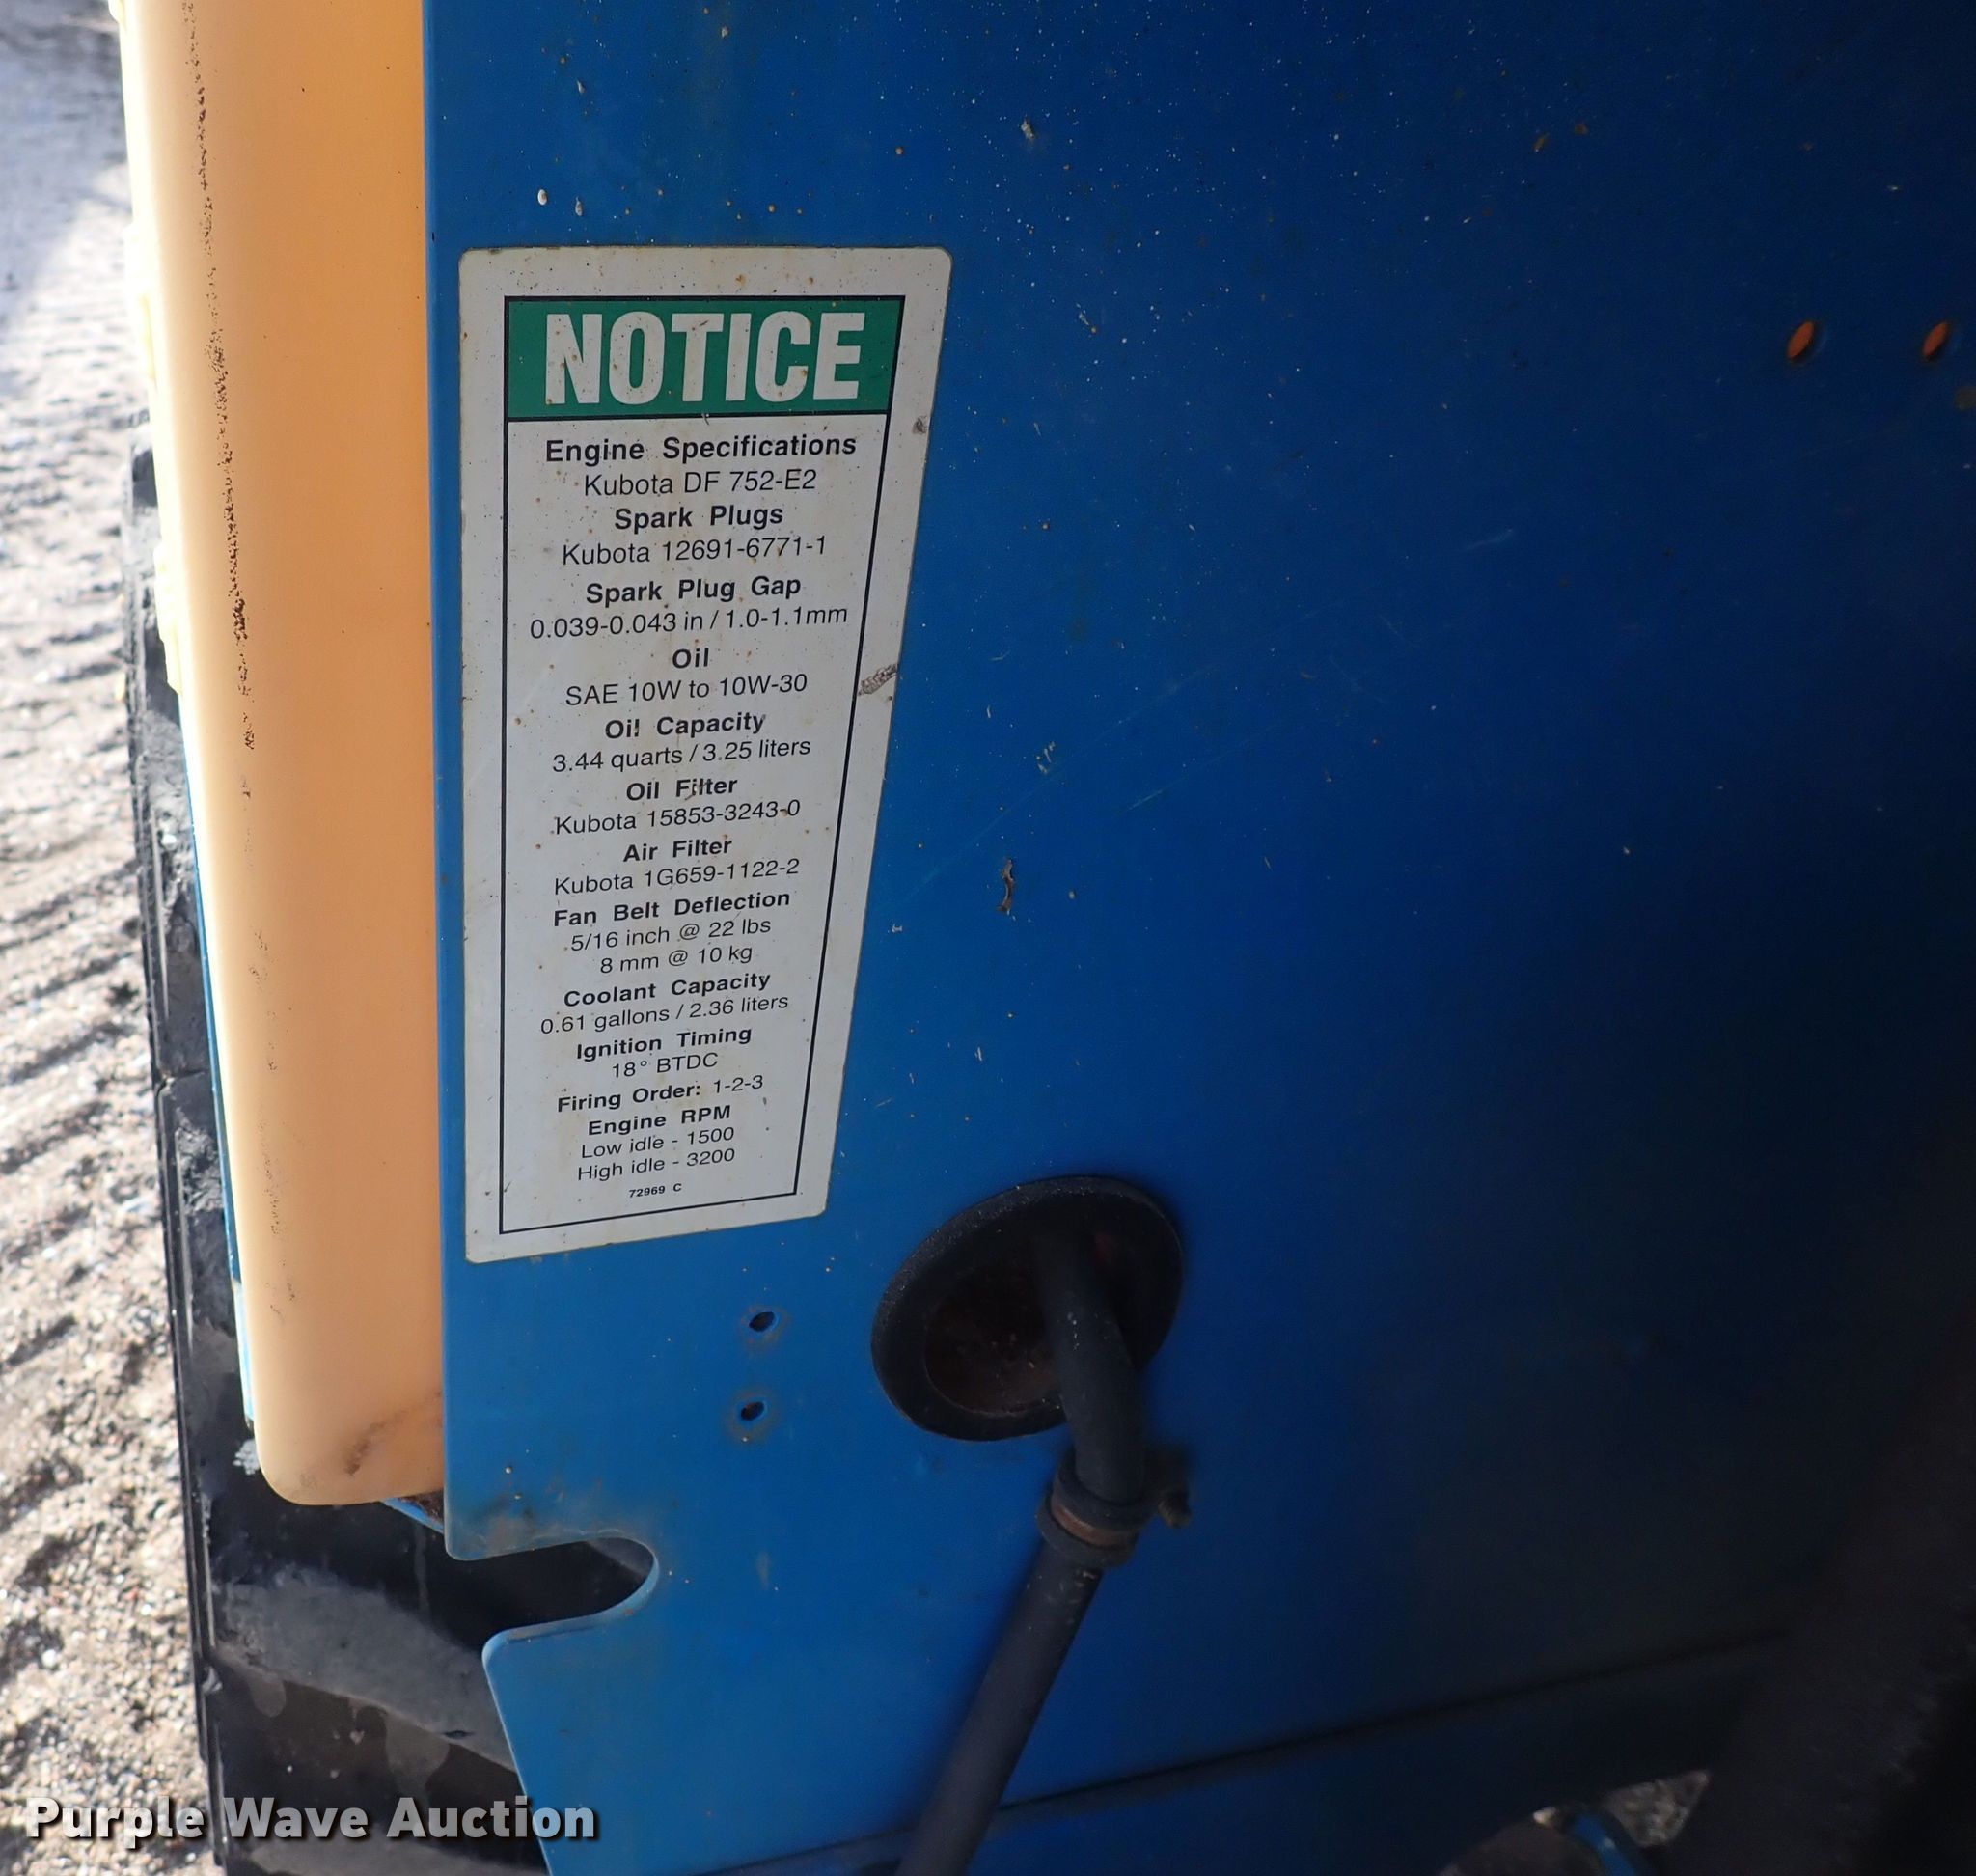 NOTICE
Engine Specifications
Kubota DF 752-E2
Spark Plugs
Kubota 12691-6771-1
Spark Plug Gap
0.039-0.043 in / 1.0-1.1mm
Oil
SAE 10W to 10W-30
Oil Capacity
3.44 quarts / 3.25 liters
Oil Filter
Kubota 15853-3243-0
Air Filter
Kubota 1G659-1122-2
Fan Belt Deflection
5/16 inch @ 22 lbs
8 mm @ 10 kg
Coolant Capacity
0.61 gallons / 2.36 liters
Ignition Timing
18° BTDC
Firing Order: 1-2-3
Engine RPM
Low idle - 1500
High idle - 3200
72969 C
Purple Wave Auction